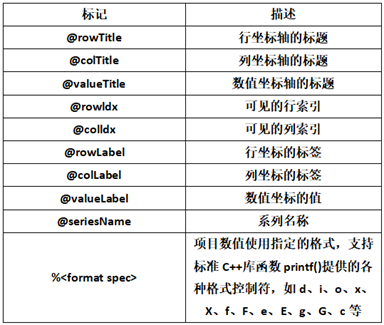 标记 描述
@rowTitle 行坐标轴的标题
@colTitle 列坐标轴的标题
@valueTitle 数值坐标轴的标题
@rowIdx 可见的行索引
@colIdx 可见的列索引
@rowLabel 行坐标的标签
@colLabel 列坐标的标签
@valueLabel 数值坐标的值
@seriesName 系列名称
%<format spec> 项目数值使用指定的格式，支持
标准 C++库函数 printf()提供的各
种格式控制符，如 d、i、o、x、
X、f、F、e、E、g、G、c 等